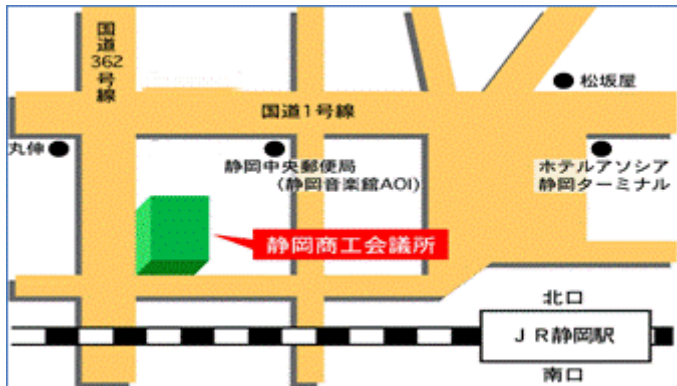 国道362号線
松坂屋
国道1号線
丸伸
静岡中央郵便局
(静岡音楽館AOI)
ホテルアソシア
静岡ターミナル
静岡商工会議所
北口
JR静岡駅
南口